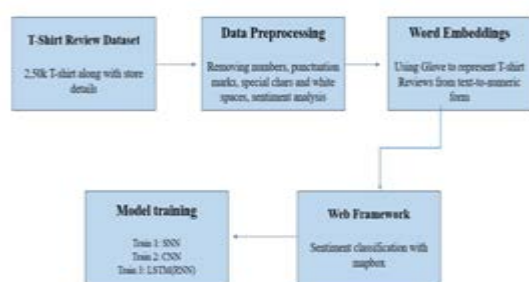 T-Shirt Review Dataset
2,50k T-shirt along with store
details
Data Preprocessing
Removing numbers, punctuation
marks, special chars and white
spaces, sentiment analysis
Word Embeddings
Using Glove to represent T-shirt
Reviews from text-to-numeric
form
Web Framework
Sentiment classification with
mapbox
Model training
Train 1: SNN
Train 2: CNN
Train 3: LSTM(RNN)